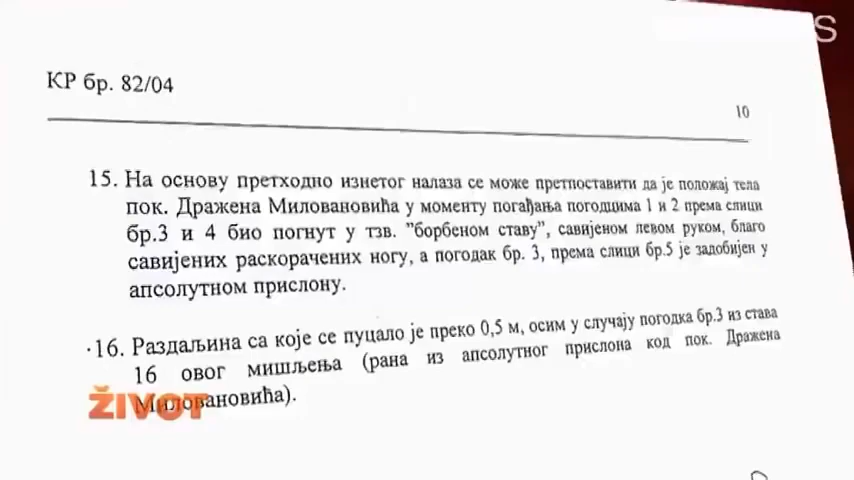 S
КР бр. 82/04
10
15. На основу претходно изнетог налаза се може претпоставити да је положај тела
пок. Дражена Миловановића у моменту погађања погодцима 1 и 2 према слици
бр.3 и 4 био погнут у тзв. "борбеном ставу", савијеном левом руком, благо
савијених раскорачених ногу, а погодак бр. 3, према слици бр.5 је задобијен у
апсолутном прислону.
16. Раздаљина са које се пуцало је преко 0,5 м, осим у случају погодка бр.3 из става
16 овог мишљења (рана из апсолутног прислона код пок. Дражена
Миловановића).
ŽIVOT